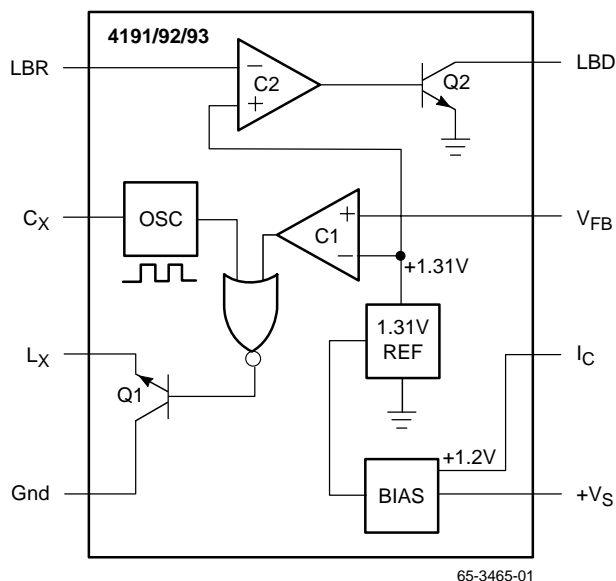 4191/92/93
LBR
−
C2
+
Q2
LBD
CX
OSC
+
C1
−
VFB
+1.31V
LX
1.31V
REF
IC
Q1
+1.2V
Gnd
BIAS
+VS
65-3465-01